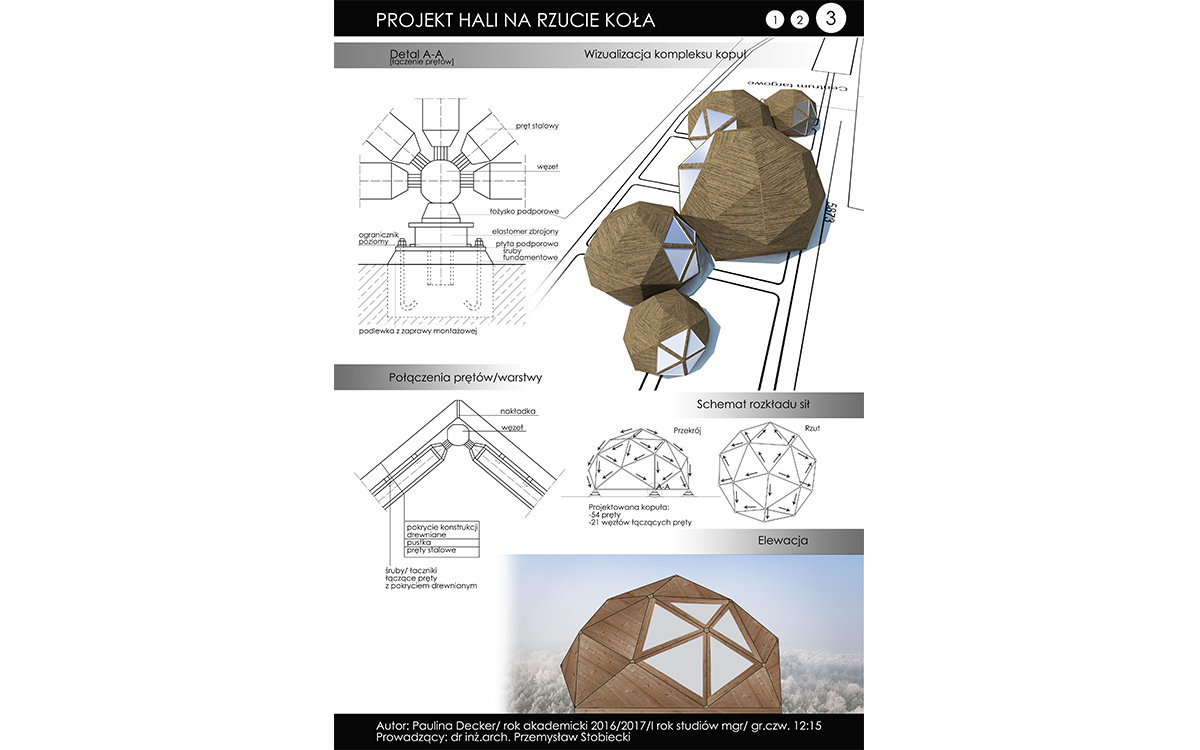 PROJEKT HALI NA RZUCIE KOŁA
1 2 3
Detal A-A
[łączenie prętów]
Wizualizacja kompleksu kopuł
Centrum targowe
5873
pręt stalowy
węzeł
łożysko podporowe
elastomer zbrojony
ogranicznik
poziomy
płyta podporowa
śruby
fundamentowe
podlewka z zaprawy montażowej
Połączenia prętów/warstwy
nakładka
węzeł
pokrycie konstrukcji
drewniane
pustka
pręty stalowe
śruby/ łaczniki
łączące pręty
z pokryciem drewnianym
Schemat rozkładu sił
Przekrój
Rzut
A-A
Projektowana kopuła:
-54 pręty
-21 węzłów łączących pręty
Elewacja
Autor: Paulina Decker/ rok akademicki 2016/2017/I rok studiów mgr/ gr.czw. 12:15
Prowadzący: dr inż.arch. Przemysław Stobiecki